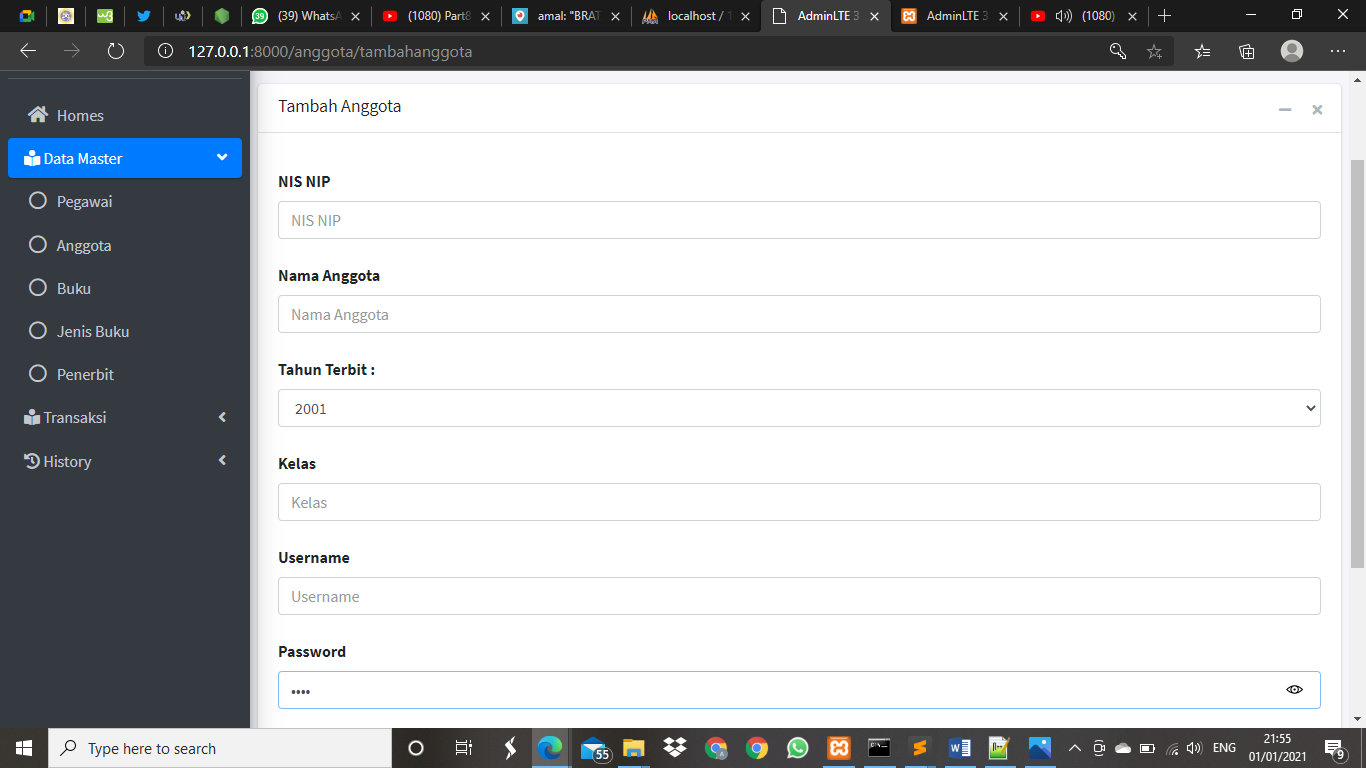 (39) WhatsA
(1080) Part8
amal: "BRAT
localhost / 1
AdminLTE 3
AdminLTE 3
(1080)
127.0.0.1:8000/anggota/tambahanggota
Homes
Data Master
Pegawai
Anggota
Buku
Jenis Buku
Penerbit
Transaksi
History
Tambah Anggota
NIS NIP
NIS NIP
Nama Anggota
Nama Anggota
Tahun Terbit :
2001
Kelas
Kelas
Username
Username
Password
••••
Type here to search
55
ENG
21:55
01/01/2021
9